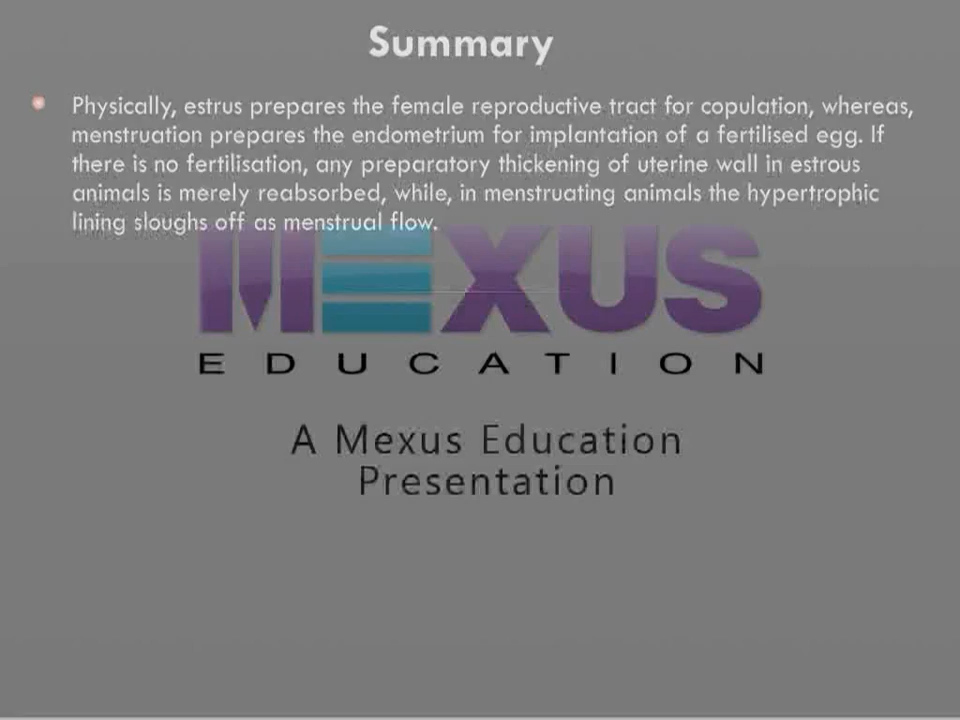 Summary
Physically, estrus prepares the female reproductive tract for copulation, whereas,
menstruation prepares the endometrium for implantation of a fertilised egg. If
there is no fertilisation, any preparatory thickening of uterine wall in estrous
animals is merely reabsorbed, while, in menstruating animals the hypertrophic
lining sloughs off as menstrual flow.
MEXUS
EDUCATION
A Mexus Education
Presentation